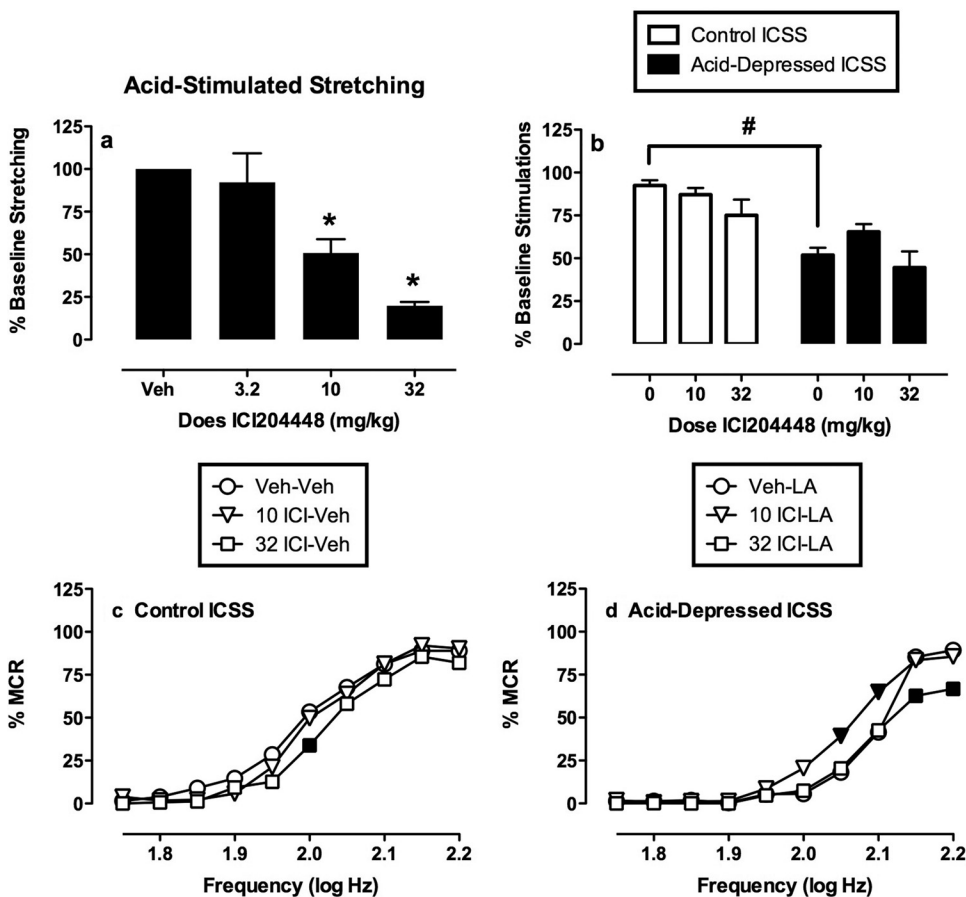 Acid-Stimulated Stretching
a
% Baseline Stretching
125
100
75
50
25
0
*
*
Veh
3.2
10
32
Does ICI204448 (mg/kg)
Control ICSS
Acid-Depressed ICSS
b
#
% Baseline Stimulations
125
100
75
50
25
0
0
10
32
0
10
32
Dose ICI204448 (mg/kg)
Veh-Veh
10 ICI-Veh
32 ICI-Veh
c Control ICSS
% MCR
125
100
75
50
25
0
1.8
1.9
2.0
2.1
2.2
Frequency (log Hz)
Veh-LA
10 ICI-LA
32 ICI-LA
d Acid-Depressed ICSS
% MCR
125
100
75
50
25
0
1.8
1.9
2.0
2.1
2.2
Frequency (log Hz)